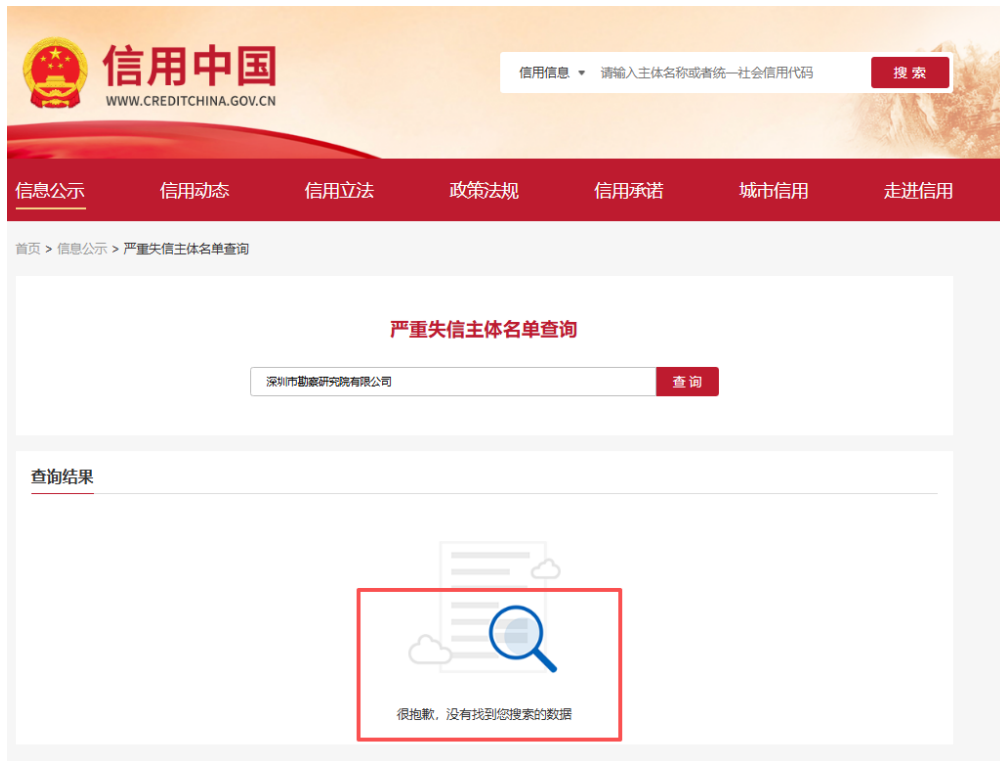 信用中国
WWW.CREDITCHINA.GOV.CN
信用信息 请输入主体名称或者统一社会信用代码 搜索
信息公示 信用动态 信用立法 政策法规 信用承诺 城市信用 走进信用
首页 > 信息公示 > 严重失信主体名单查询
严重失信主体名单查询
深圳市勘察研究院有限公司 查询
查询结果
很抱歉，没有找到您搜索的数据